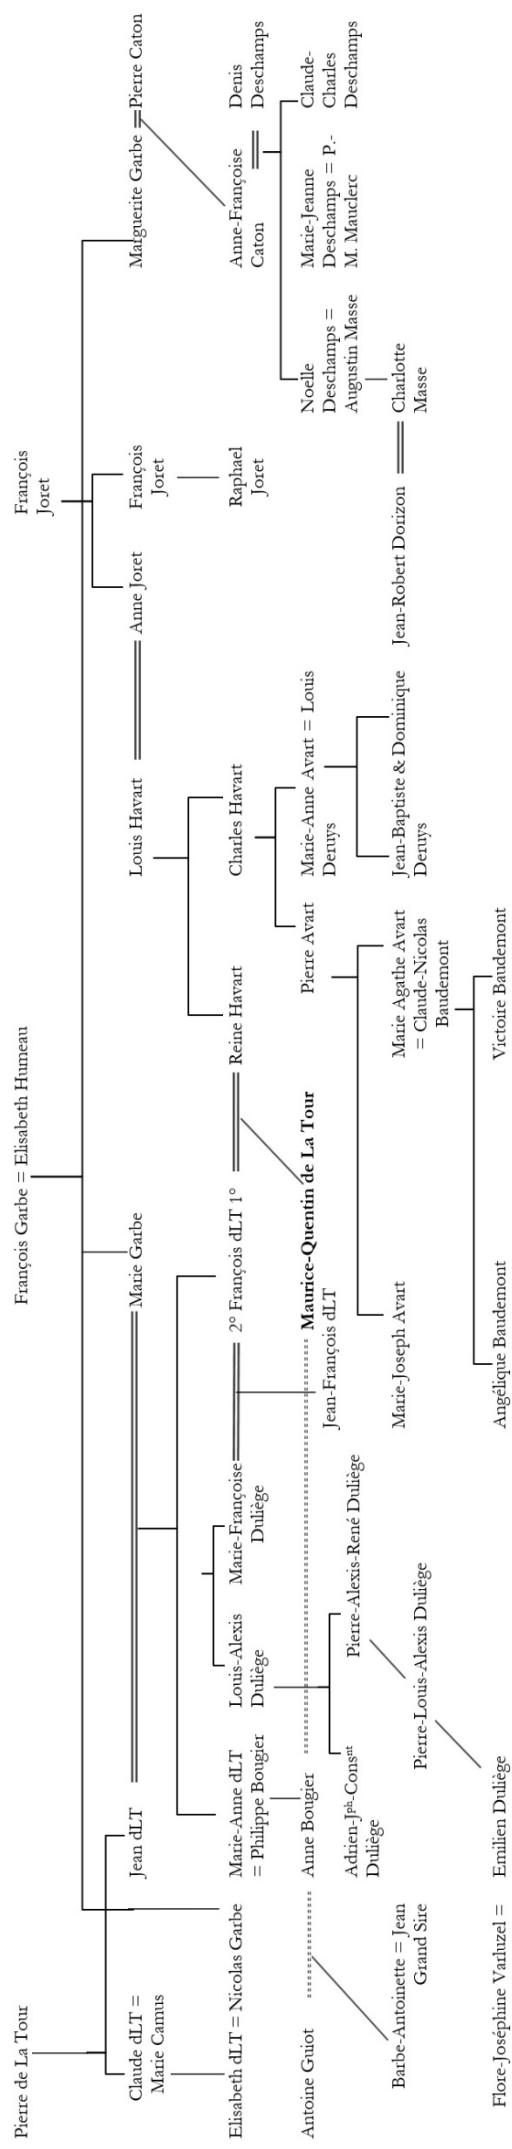 Pierre de La Tour
François Garbe = Elisabeth Humeau
François
Joret
Claude dLT =
Marie Camus
Jean dLT
Marie Garbe
Louis Havart
Anne Joret
François
Joret
Marguerite Garbe
Pierre Caton
Elisabeth dLT = Nicolas Garbe
Marie-Anne dLT
= Philippe Bougier
Louis-Alexis
Duliège
Marie-Françoise
Duliège
2° François dLT 1°
Reine Havart
Charles Havart
Raphael
Joret
Anne-Françoise
Caton
Denis
Deschamps
Antoine Guiot
Anne Bougier
Maurice-Quentin de La Tour
Jean-François dLT
Pierre Avart
Marie-Anne Avart = Louis
Deruys
Noelle
Deschamps =
Augustin Masse
Marie-Jeanne
Deschamps = P.-
M. Mauclerc
Claude-
Charles
Deschamps
Adrien-Jph-Consnt
Duliège
Pierre-Alexis-René Duliège
Barbe-Antoinette = Jean
Grand Sire
Pierre-Louis-Alexis Duliège
Marie-Joseph Avart
Marie Agathe Avart
= Claude-Nicolas
Baudemont
Jean-Baptiste & Dominique
Deruys
Jean-Robert Dorizon
Charlotte
Masse
Flore-Joséphine Varluzel =
Emilien Duliège
Angélique Baudemont
Victoire Baudemont